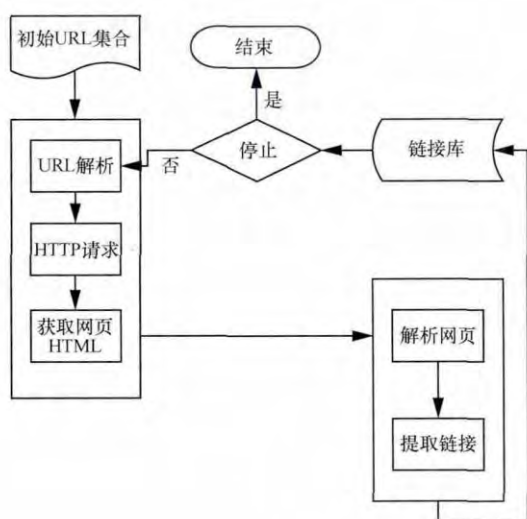 初始URL集合
结束
是
URL解析
否
停止
链接库
HTTP请求
获取网页
HTML
解析网页
提取链接